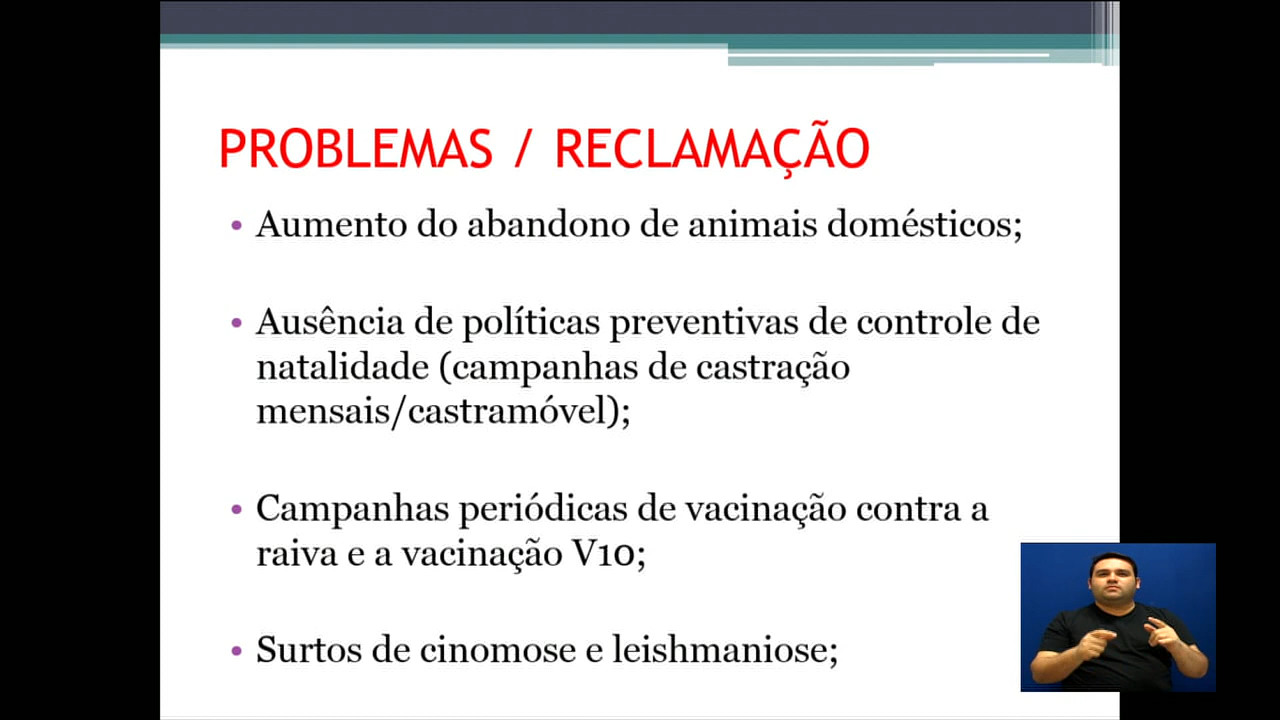 PROBLEMAS / RECLAMAÇÃO
• Aumento do abandono de animais domésticos;
• Ausência de políticas preventivas de controle de
natalidade (campanhas de castração
mensais/castramóvel);
• Campanhas periódicas de vacinação contra a
raiva e a vacinação V10;
• Surtos de cinomose e leishmaniose;